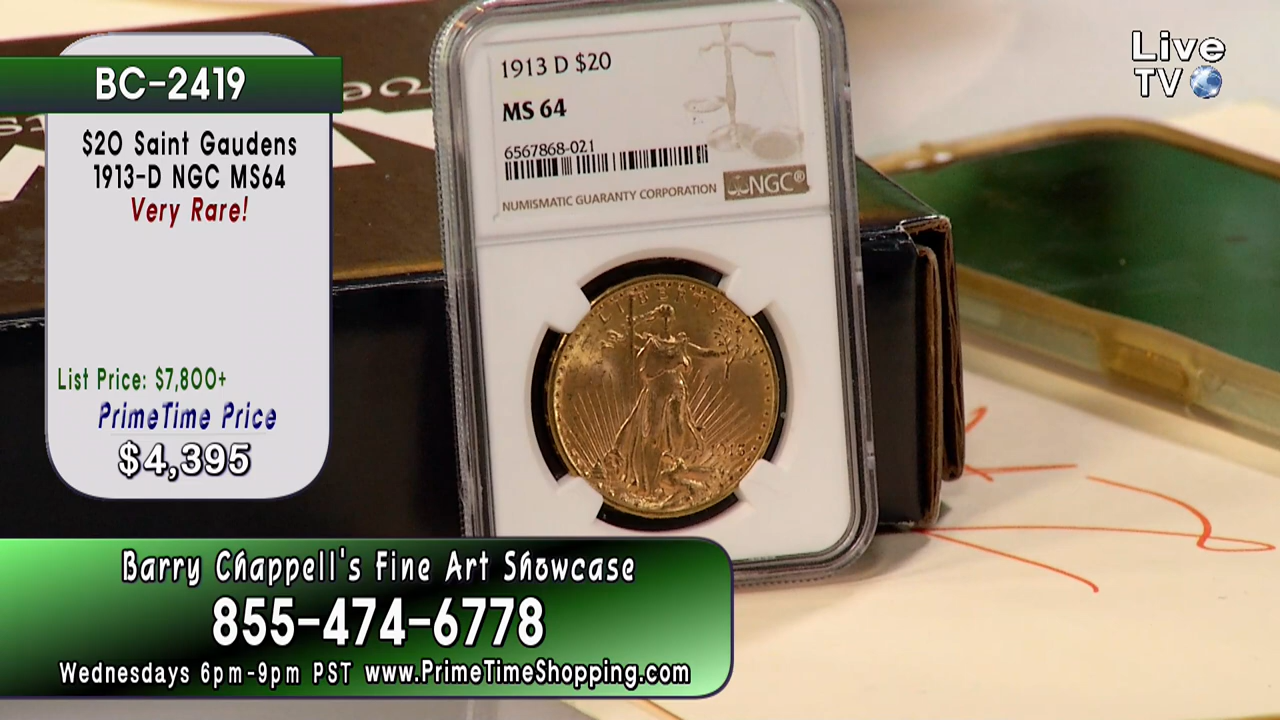 BC-2419
$20 Saint Gaudens
1913-D NGC MS64
Very Rare!
List Price: $7,800+
PrimeTime Price
$4,395
1913 D $20
MS 64
6567868-021
NUMISMATIC GUARANTY CORPORATION
NGC®
LIBERTY
1913
Live
TV
Barry Chappell's Fine Art Showcase
855-474-6778
Wednesdays 6pm-9pm PST www.PrimeTimeShopping.com